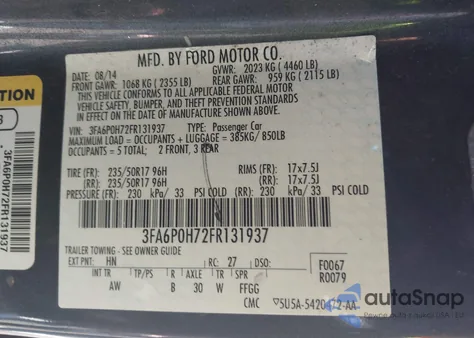 MFD. BY FORD MOTOR CO.
DATE: 08/14 GVWR: 2023 KG ( 4460 LB)
FRONT GAWR: 1068 KG ( 2355 LB) REAR GAWR: 959 KG ( 2115 LB)
THIS VEHICLE CONFORMS TO ALL APPLICABLE FEDERAL MOTOR
VEHICLE SAFETY, BUMPER, AND THEFT PREVENTION STANDARDS
IN EFFECT ON THE DATE OF MANUFACTURE SHOWN ABOVE.
VIN: 3FA6P0H72FR131937 TYPE: Passenger Car
MAXIMUM LOAD = OCCUPANTS + LUGGAGE = 385KG/ 850LB
OCCUPANTS = 5 TOTAL; 2 FRONT, 3 REAR
TIRE (FR): 235/50R17 96H RIMS (FR): 17x7.5J
(RR): 235/50R17 96H (RR): 17x7.5J
PRESSURE (FR): 230 kPa/ 33 PSI COLD (RR): 230 kPa/ 33 PSI COLD
3FA6P0H72FR131937
TRAILER TOWING - SEE OWNER GUIDE
EXT PNT: HN RC: 27 DSO: F0067
INT TR TP/PS R AXLE TR SPR R0079
AW B 30 W FFGG
CMC
TION
3FA6P0H72FR131937
autoSnap